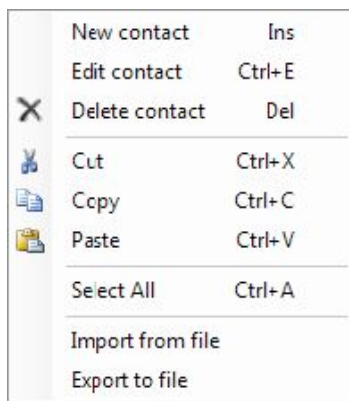 New contact Ins
Edit contact Ctrl+E
Delete contact Del
Cut Ctrl+X
Copy Ctrl+C
Paste Ctrl+V
Select All Ctrl+A
Import from file
Export to file